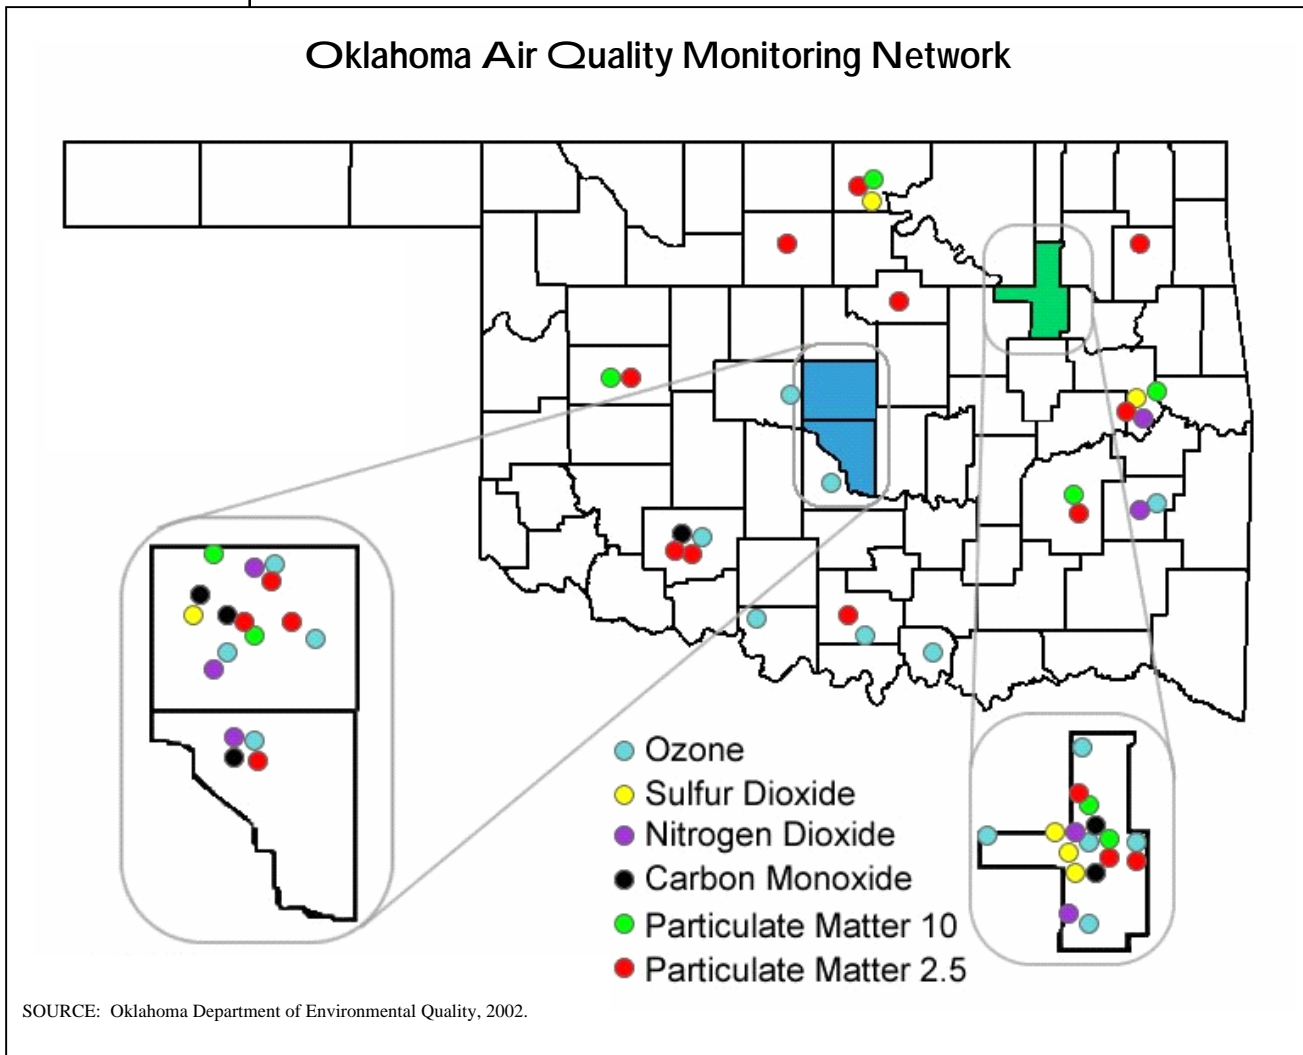 Oklahoma Air Quality Monitoring Network
Ozone
Sulfur Dioxide
Nitrogen Dioxide
Carbon Monoxide
Particulate Matter 10
Particulate Matter 2.5
SOURCE: Oklahoma Department of Environmental Quality, 2002.